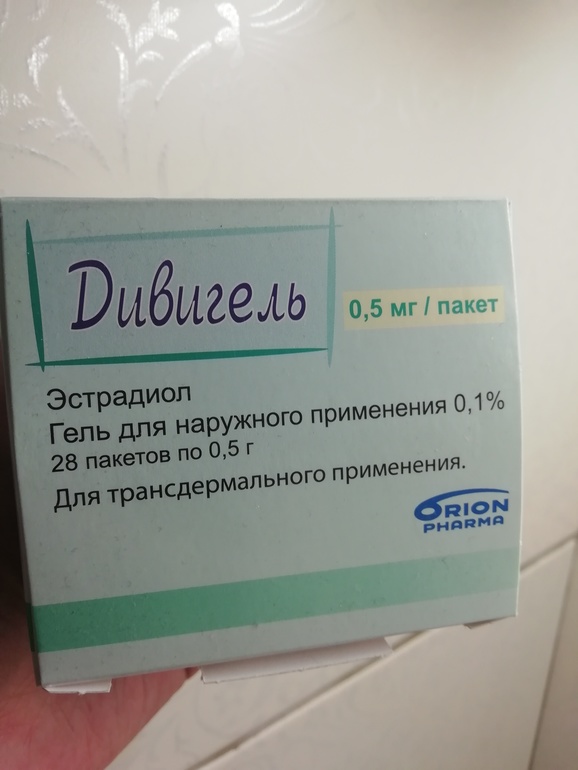 Дивигель
0,5 мг / пакет
Эстрадиол
Гель для наружного применения 0,1%
28 пакетов по 0,5 г
Для трансдермального применения.
ORION
PHARMA